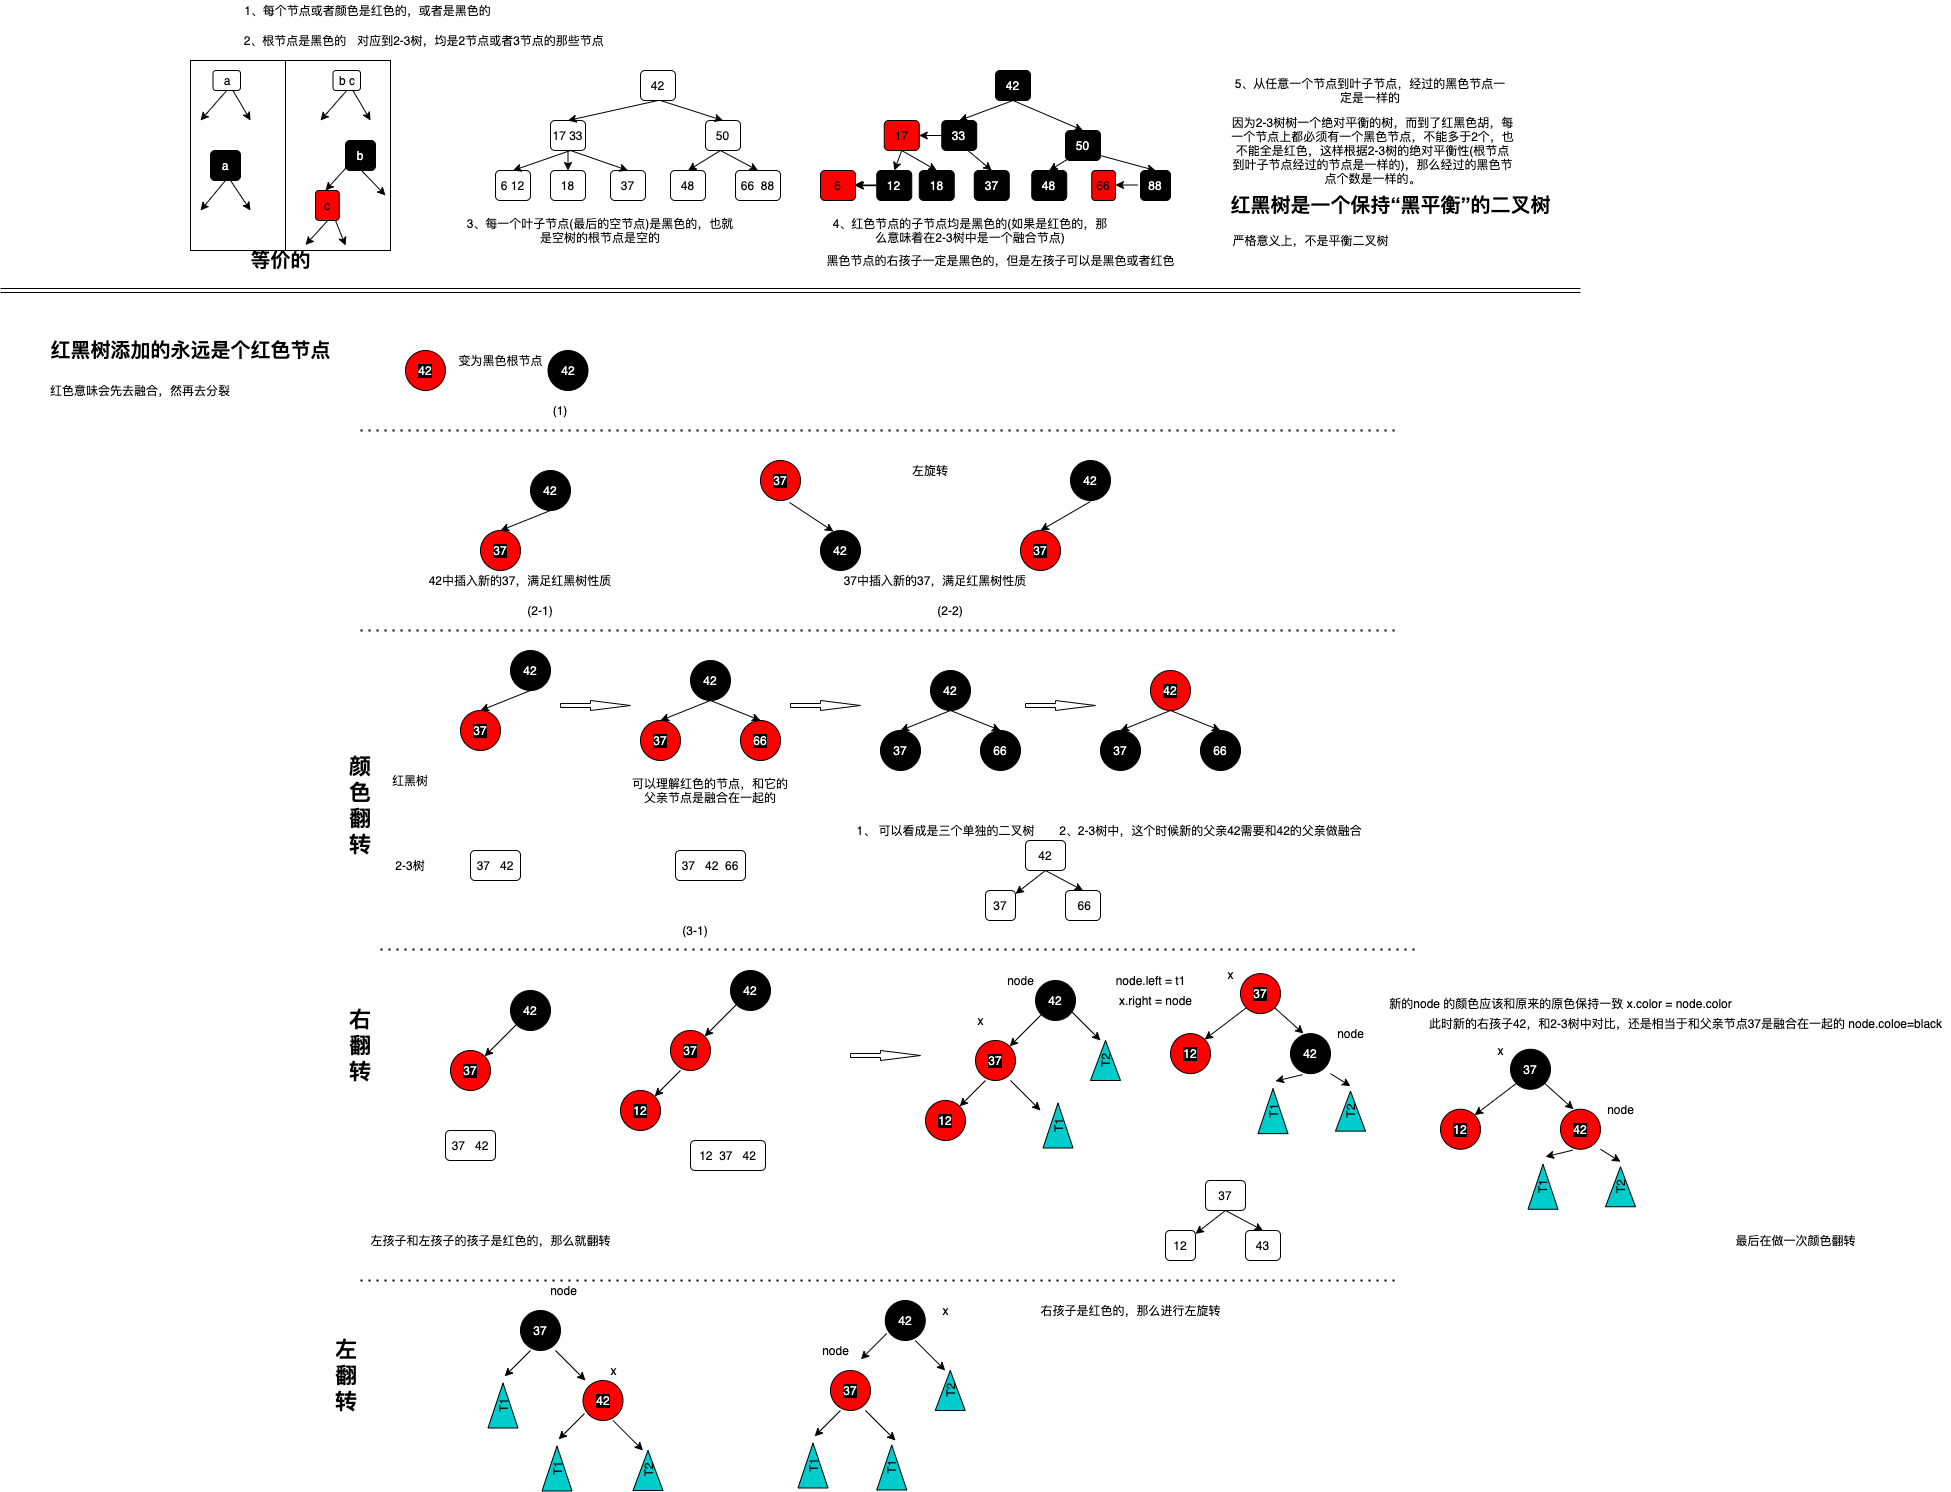 1、每个节点或者颜色是红色的，或者是黑色的
2、根节点是黑色的　对应到2-3树，均是2节点或者3节点的那些节点
a
b c
a
b
c
等价的
42
17 33
50
6 12
18
37
48
66 88
3、每一个叶子节点(最后的空节点)是黑色的，也就
是空树的根节点是空的
42
17
33
50
6
12
18
37
48
66
88
4、红色节点的子节点均是黑色的(如果是红色的，那
么意味着在2-3树中是一个融合节点)
黑色节点的右孩子一定是黑色的，但是左孩子可以是黑色或者红色
5、从任意一个节点到叶子节点，经过的黑色节点一
定是一样的
因为2-3树树一个绝对平衡的树，而到了红黑色胡，每
一个节点上都必须有一个黑色节点，不能多于2个，也
不能全是红色，这样根据2-3树的绝对平衡性(根节点
到叶子节点经过的节点是一样的)，那么经过的黑色节
点个数是一样的。
红黑树是一个保持“黑平衡”的二叉树
严格意义上，不是平衡二叉树
红黑树添加的永远是个红色节点
红色意味会先去融合，然再去分裂
42
变为黑色根节点
42
(1)
42
37
42中插入新的37，满足红黑树性质
(2-1)
37
42
左旋转
42
37
37中插入新的37，满足红黑树性质
(2-2)
颜色翻转
红黑树
42
37
42
37
66
可以理解红色的节点，和它的
父亲节点是融合在一起的
42
37
66
42
37
66
1、 可以看成是三个单独的二叉树
2、2-3树中，这个时候新的父亲42需要和42的父亲做融合
2-3树
37 42
37 42 66
42
37
66
(3-1)
右翻转
42
37
37 42
42
37
12
12 37 42
node
42
x
37
12
T1
T2
node.left = t1
x.right = node
x
37
12
node
42
T1
T2
新的node 的颜色应该和原来的原色保持一致 x.color = node.color
此时新的右孩子42，和2-3树中对比，还是相当于和父亲节点37是融合在一起的 node.coloe=black
x
37
12
node
42
T1
T2
37
12
43
左孩子和左孩子的孩子是红色的，那么就翻转
最后在做一次颜色翻转
左翻转
node
37
x
42
T1
T1
T2
42
x
node
37
T2
T1
T1
右孩子是红色的，那么进行左旋转